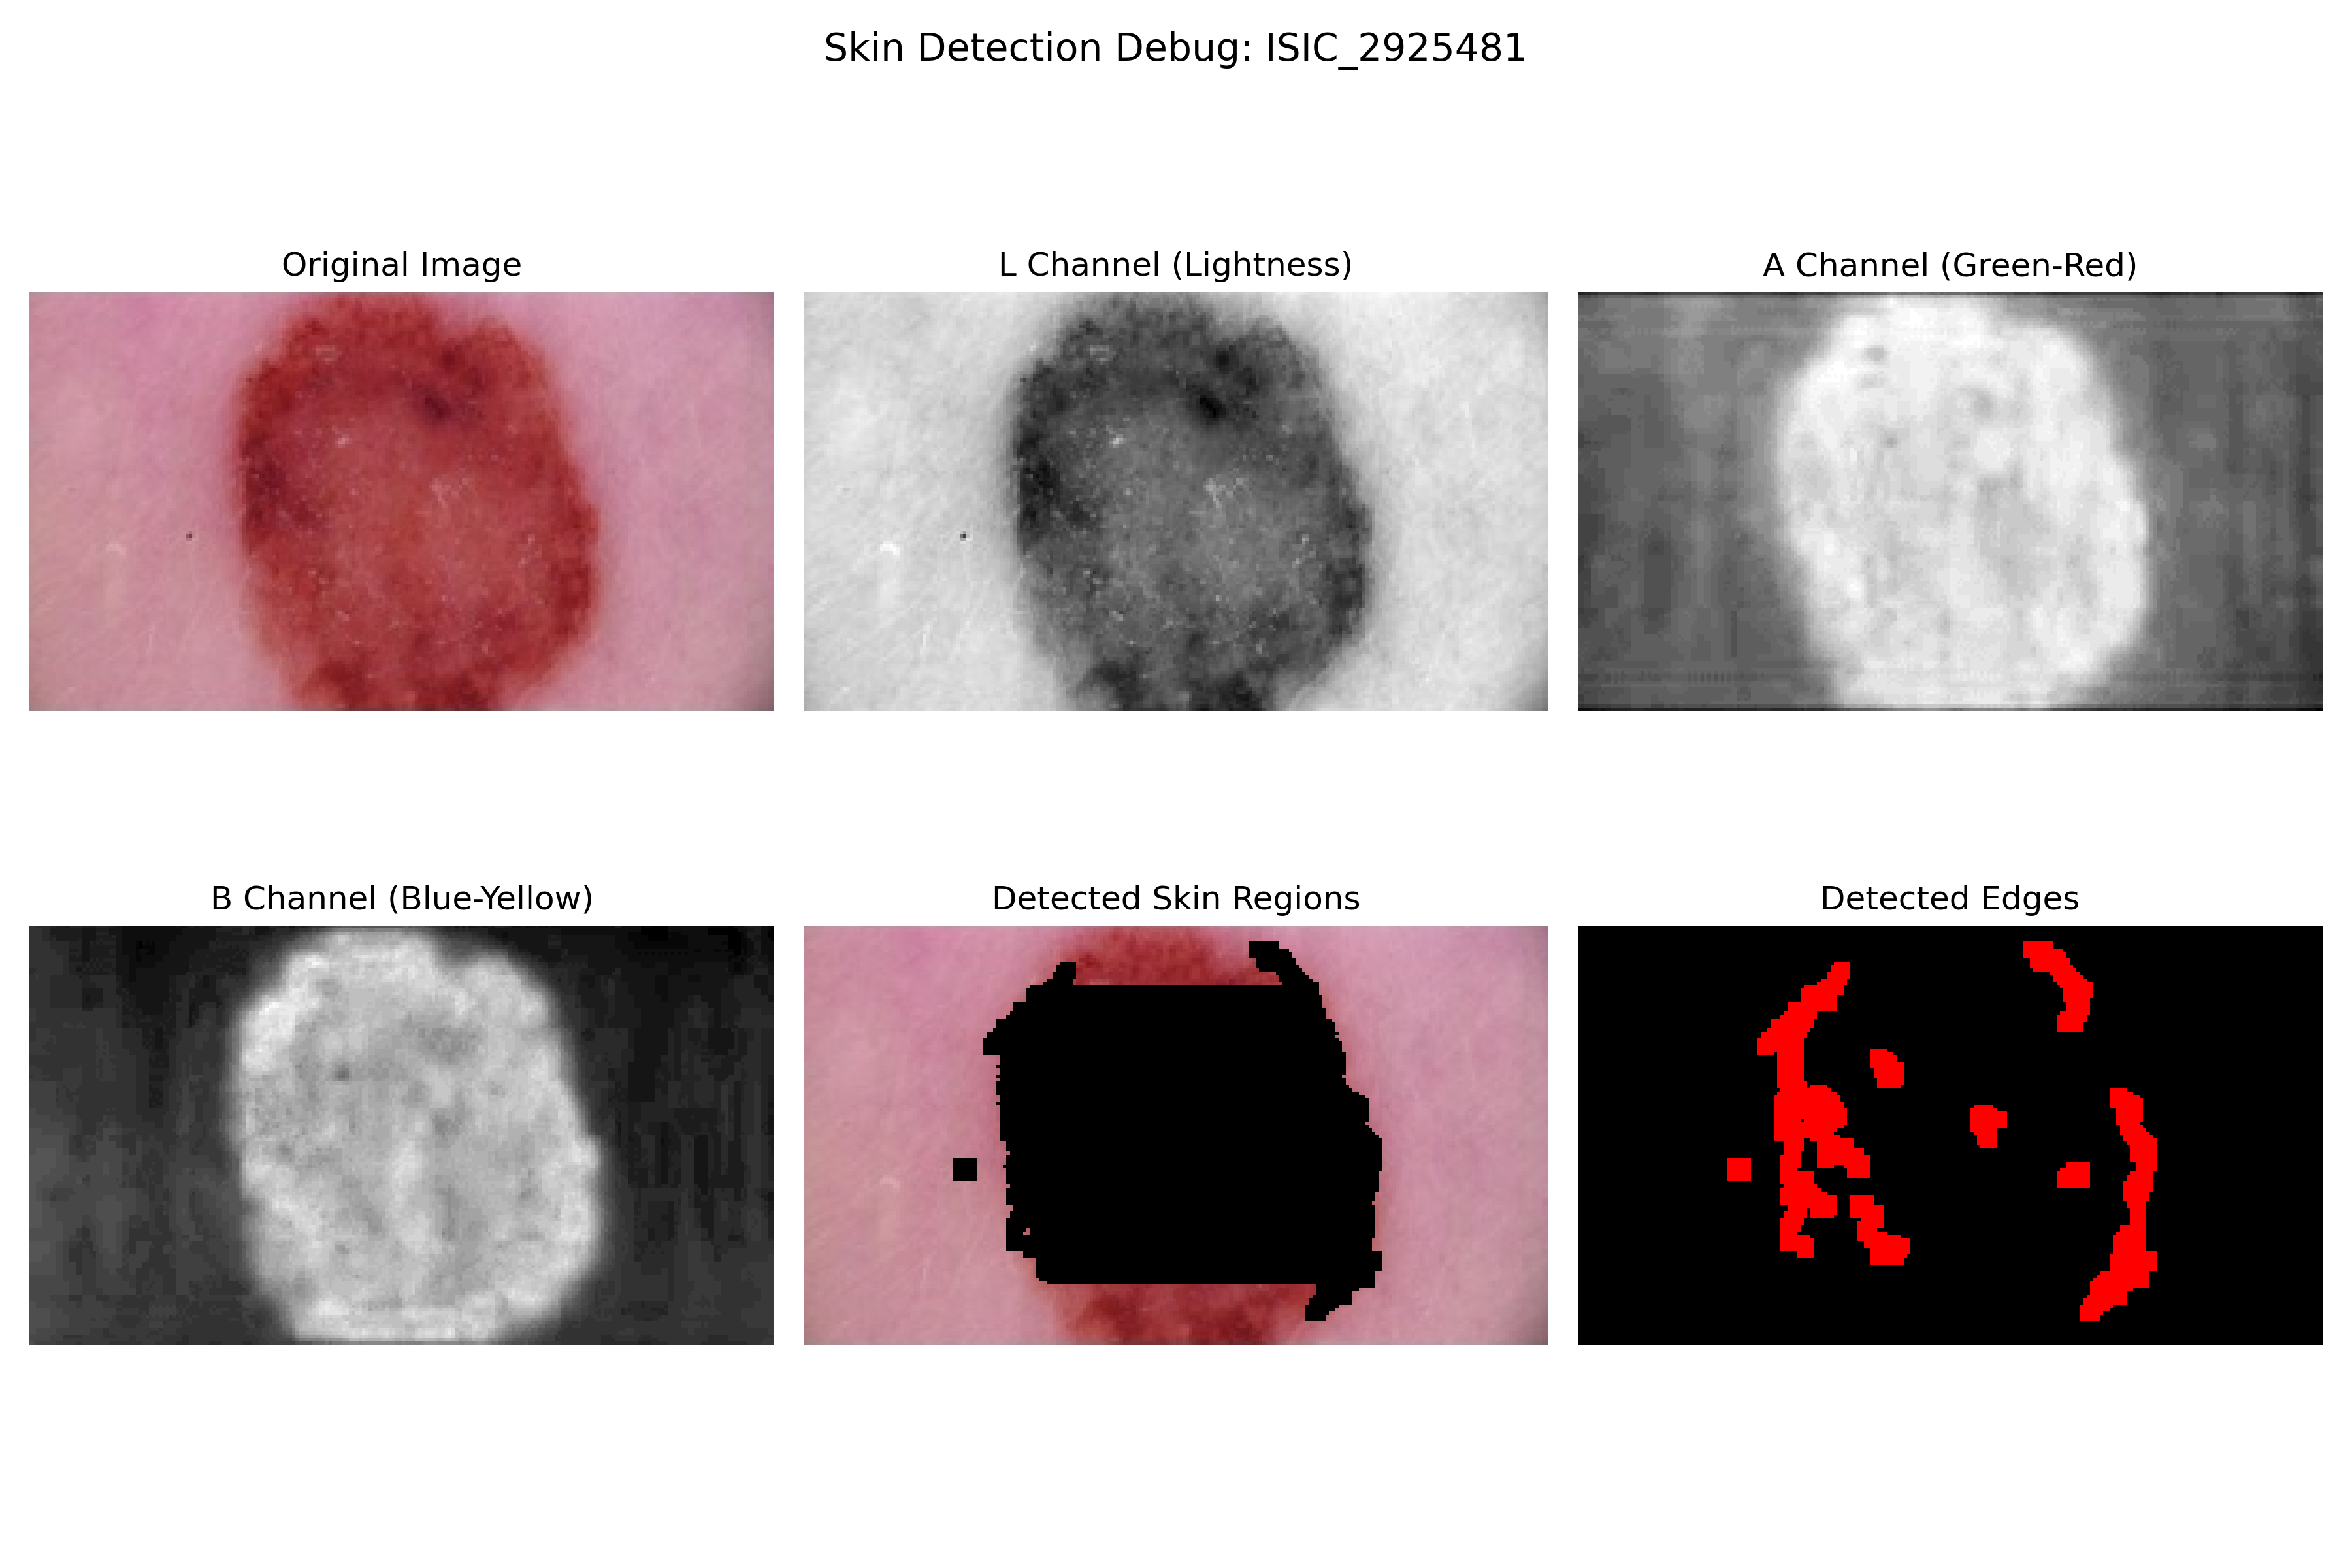 Skin Detection Debug: ISIC_2925481
Original Image
L Channel (Lightness)
A Channel (Green-Red)
B Channel (Blue-Yellow)
Detected Skin Regions
Detected Edges